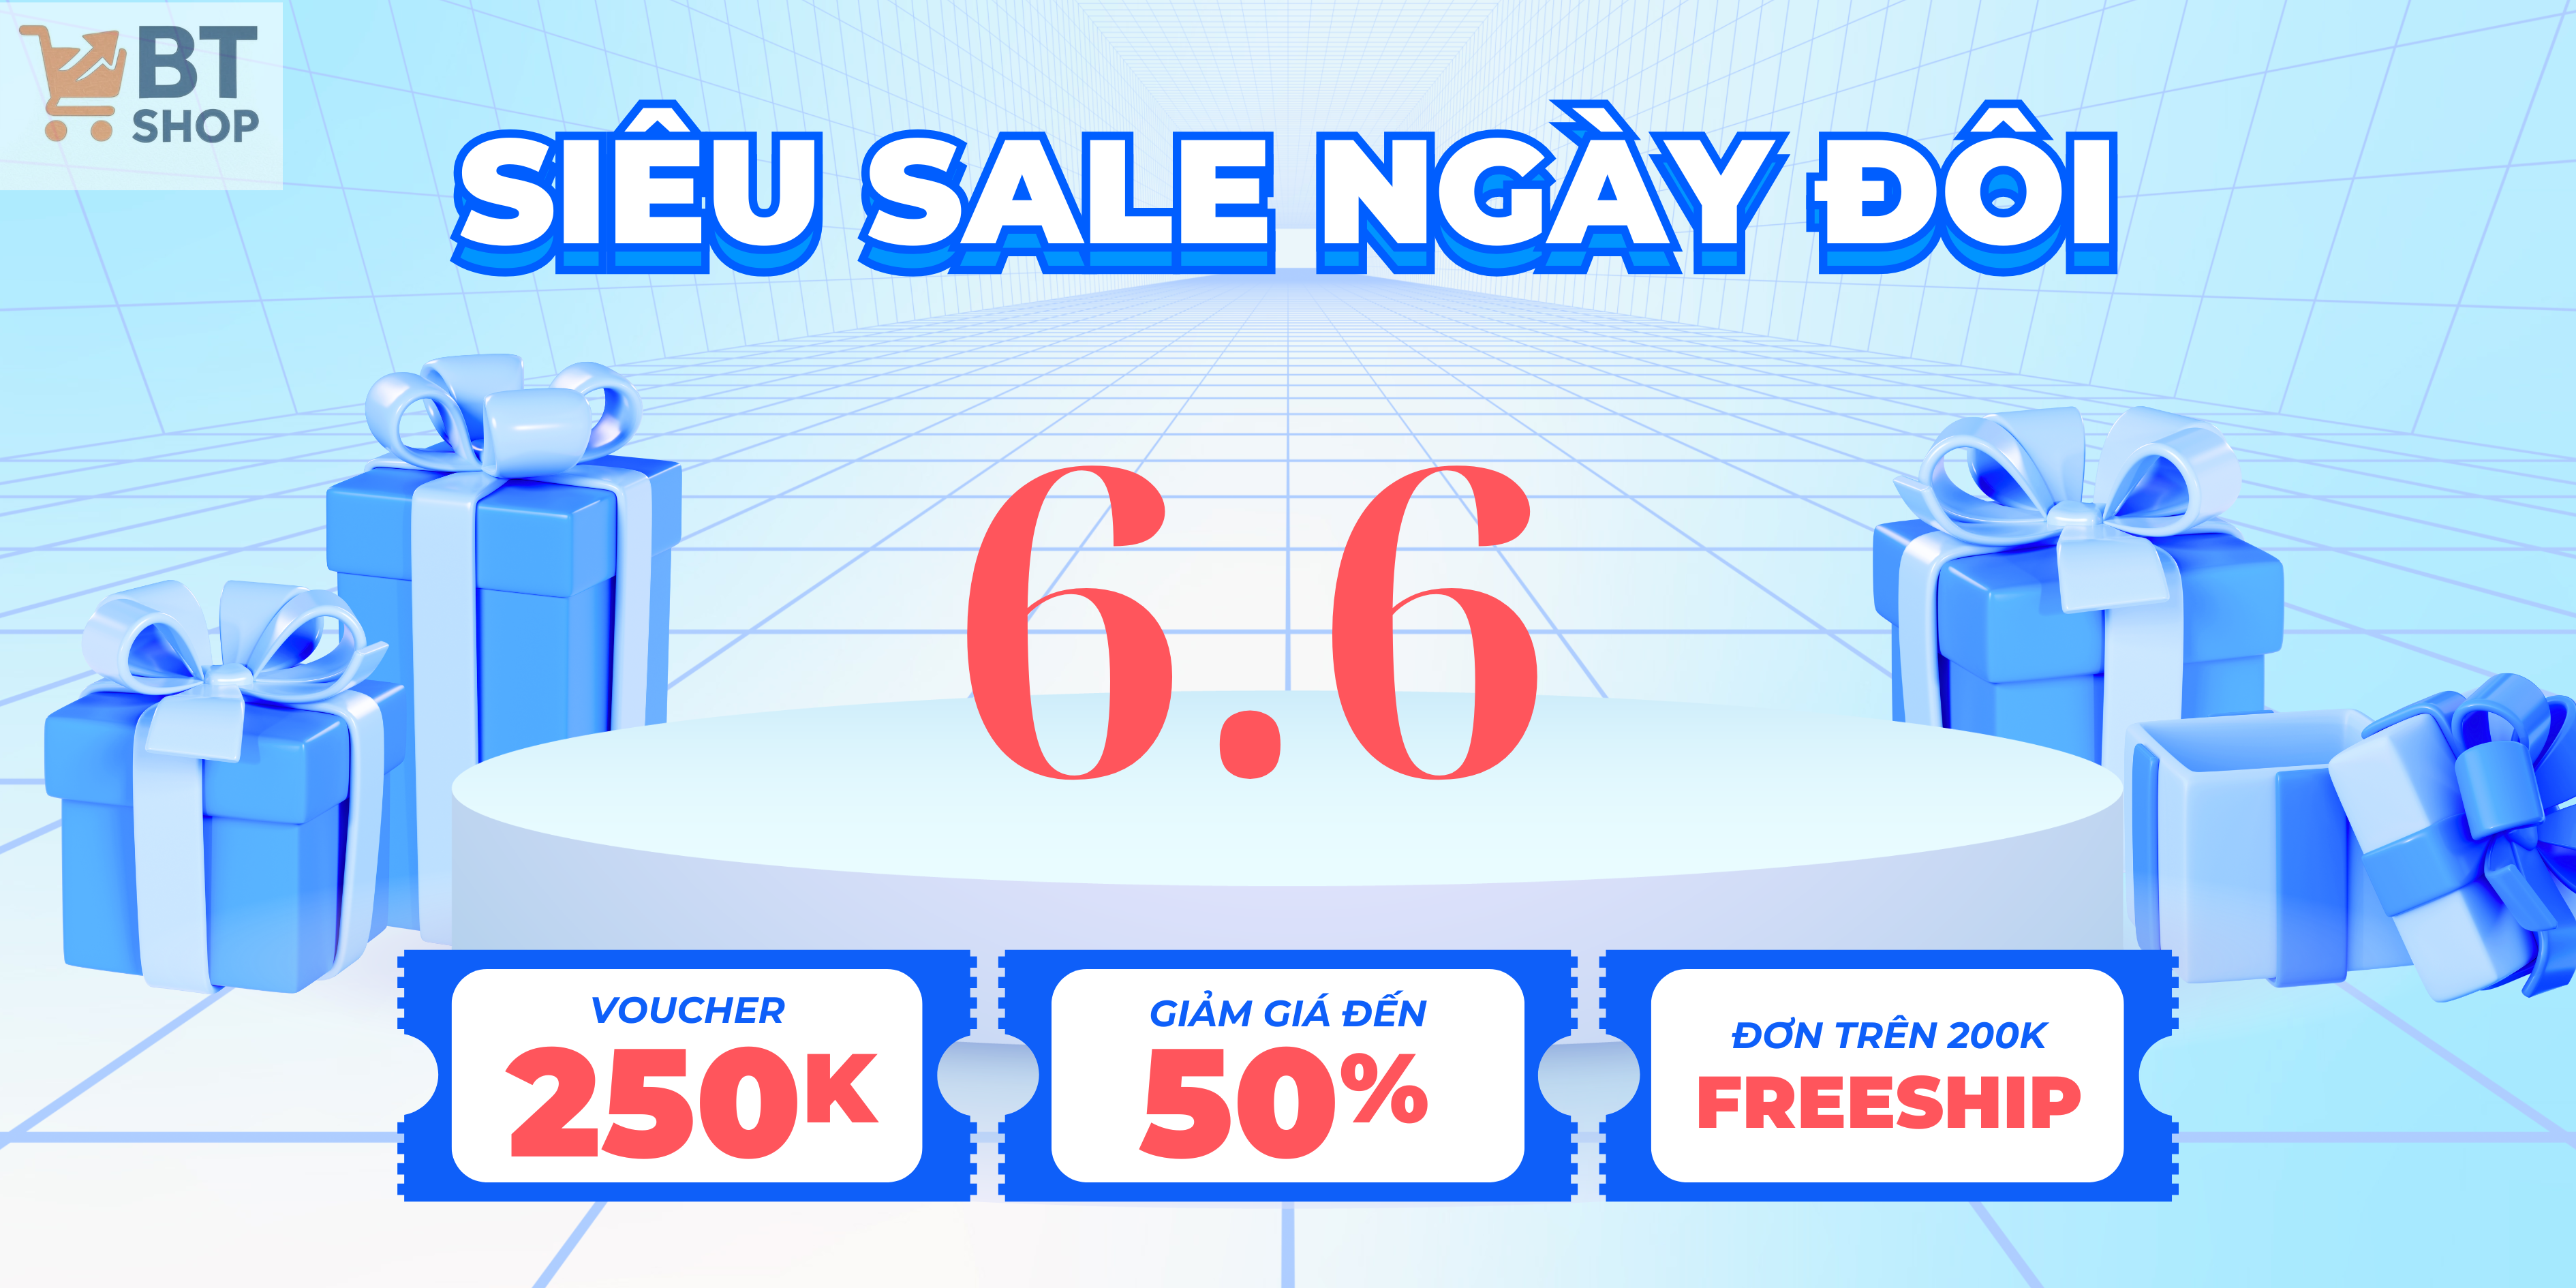 BT
SHOP
SIÊU SALE NGÀY ĐÔI
6.6
VOUCHER
250K
GIẢM GIÁ ĐẾN
50%
ĐƠN TRÊN 200K
FREESHIP